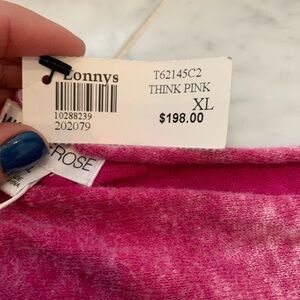 Lonnys
10288239
202079
T62145C2
THINK PINK
XL
$198.00
ROSE